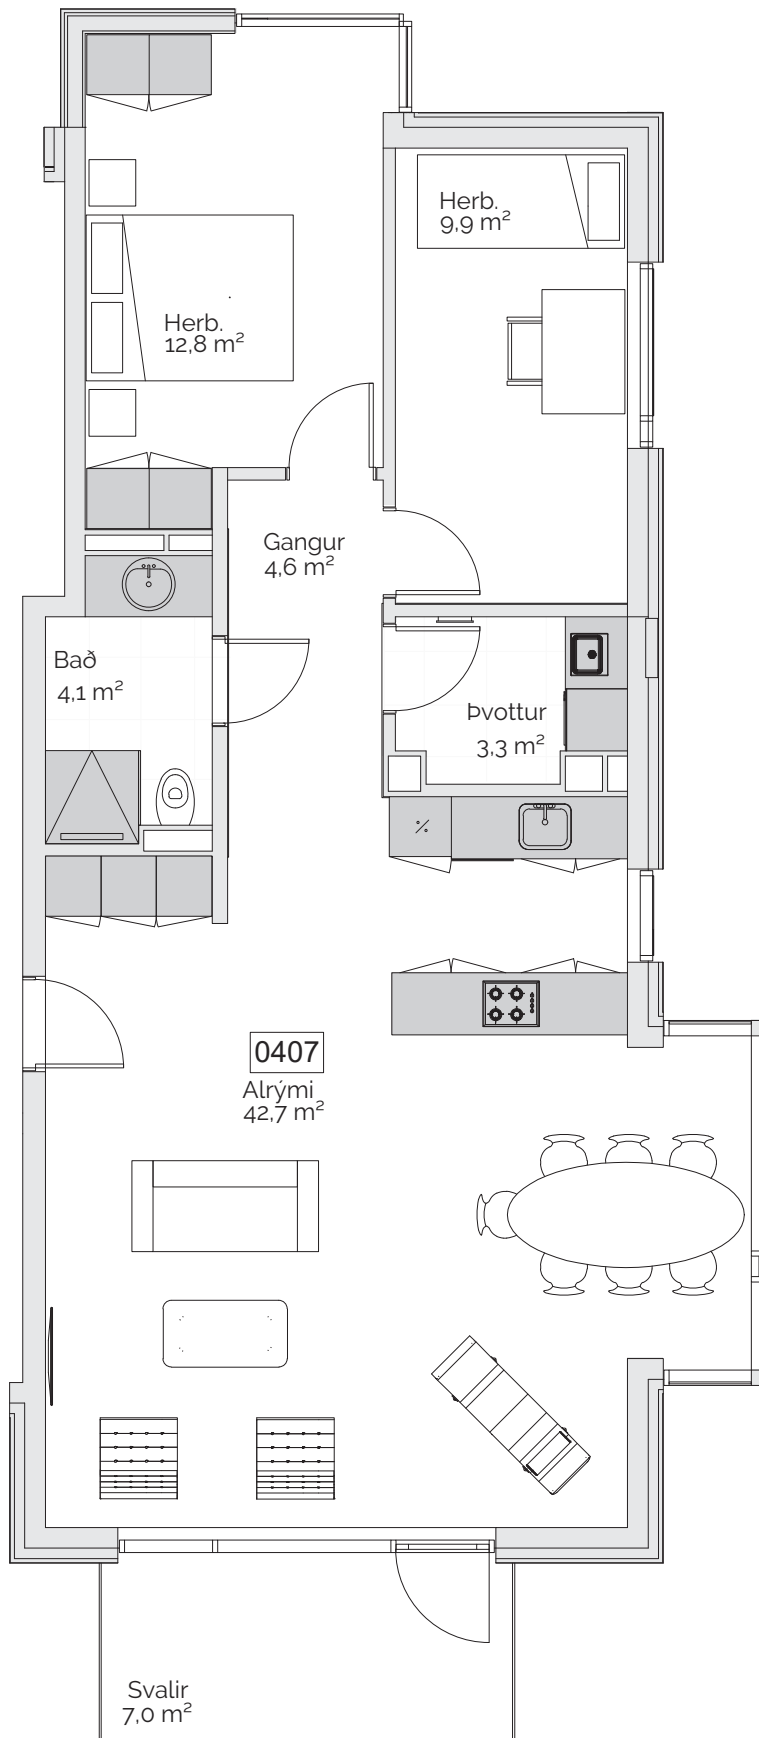 Herb.
9,9 m²
Herb.
12,8 m²
Gangur
4,6 m²
Bað
4,1 m²
Þvottur
3,3 m²
0407
Alrými
42,7 m²
Svalir
7,0 m²